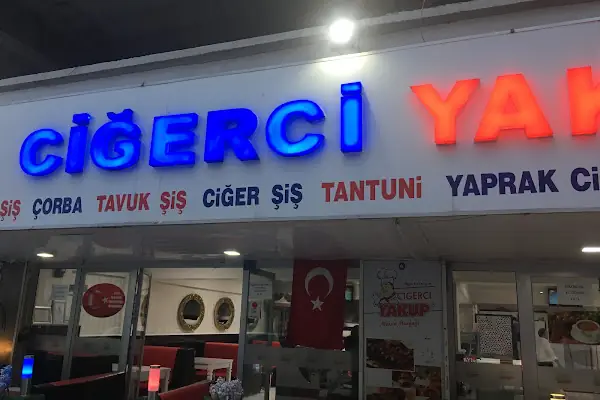 CİĞERCİ YAK
ŞİŞ ÇORBA TAVUK ŞİŞ CİĞER ŞİŞ TANTUNİ YAPRAK Cİ
CİĞERCİ
YAKUP